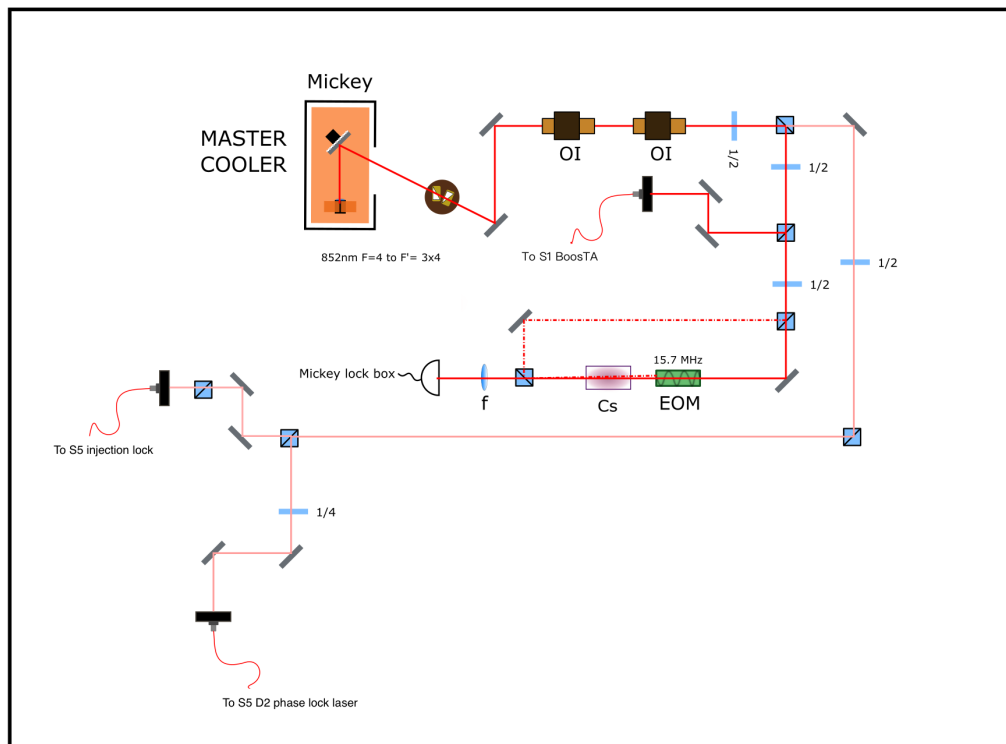 Mickey
MASTER
COOLER
OI
OI
1/2
1/2
To S1 BoosTA
852nm F=4 to F'= 3x4
1/2
1/2
15.7 MHz
Mickey lock box
f
Cs
EOM
To S5 injection lock
1/4
To S5 D2 phase lock laser